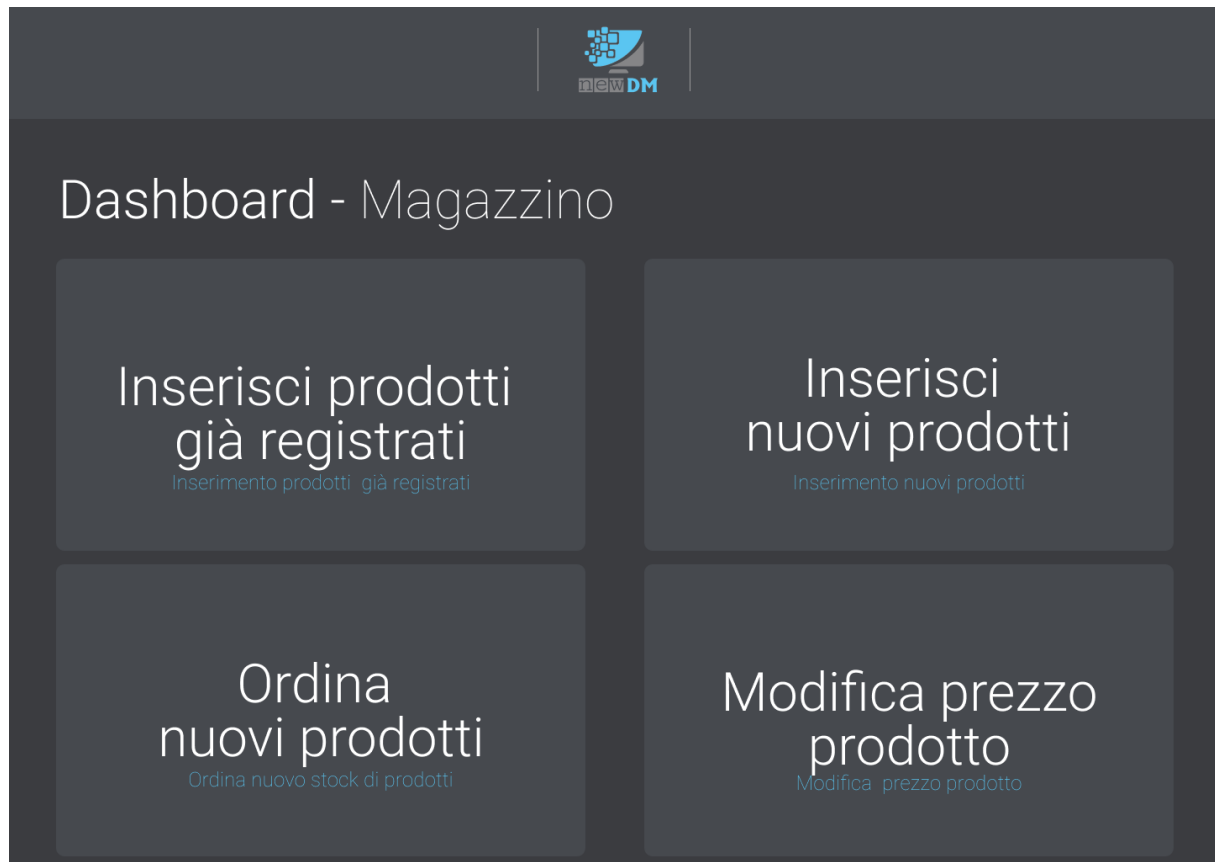 newDM
Dashboard - Magazzino
Inserisci prodotti
già registrati
Inserimento prodotti  già registrati
Inserisci
nuovi prodotti
Inserimento nuovi prodotti
Ordina
nuovi prodotti
Ordina nuovo stock di prodotti
Modifica prezzo
prodotto
Modifica  prezzo prodotto